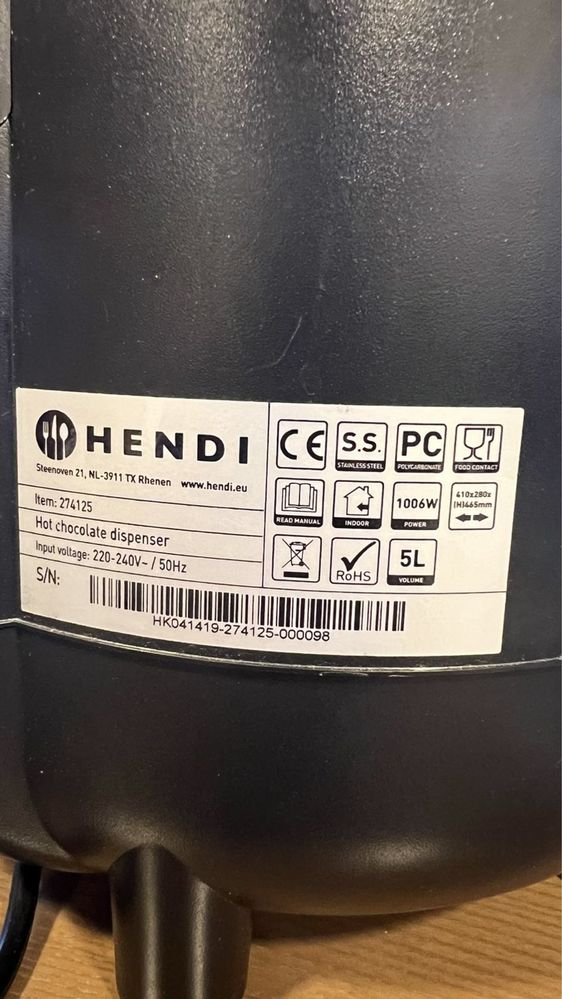 HENDI
Steenoven 21, NL-3911 TX Rhenen www.hendi.eu
Item: 274125
Hot chocolate dispenser
Input voltage: 220-240V~ / 50Hz
S/N:
HK041419-274125-000098
CE
S.S.
STAINLESS STEEL
PC
POLYCARBONATE
FOOD CONTACT
READ MANUAL
INDOOR
1006W
POWER
410x280x
(H)465mm
RoHS
5L
VOLUME